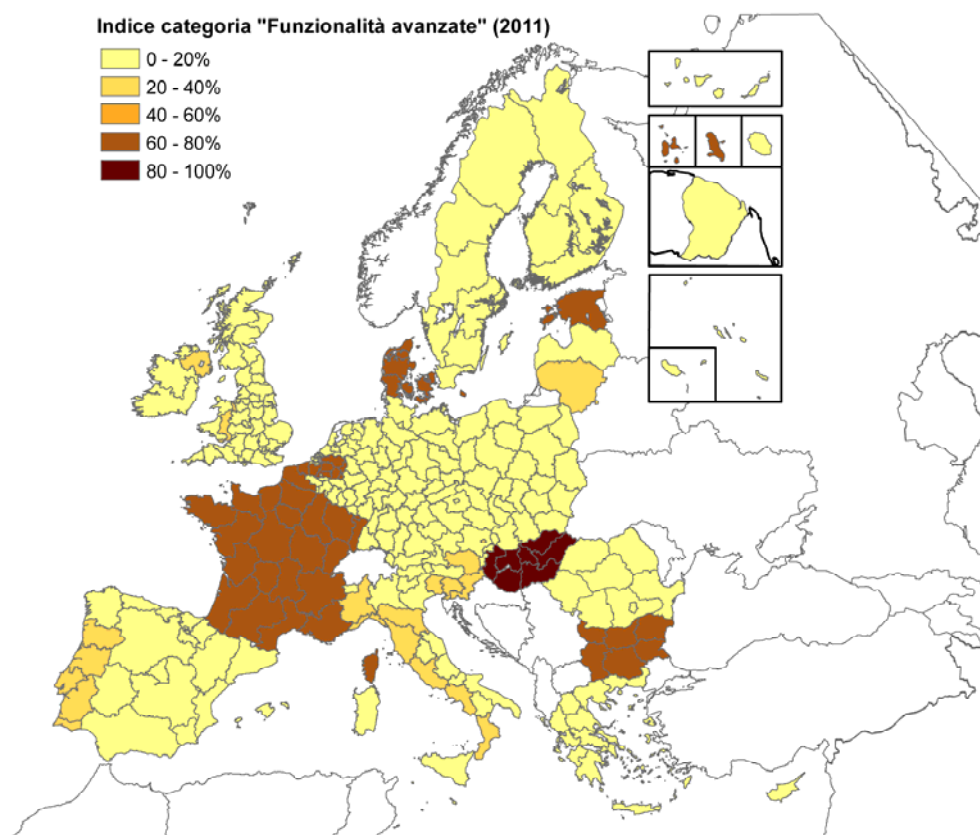 Indice categoria "Funzionalità avanzate" (2011)
0 - 20%
20 - 40%
40 - 60%
60 - 80%
80 - 100%